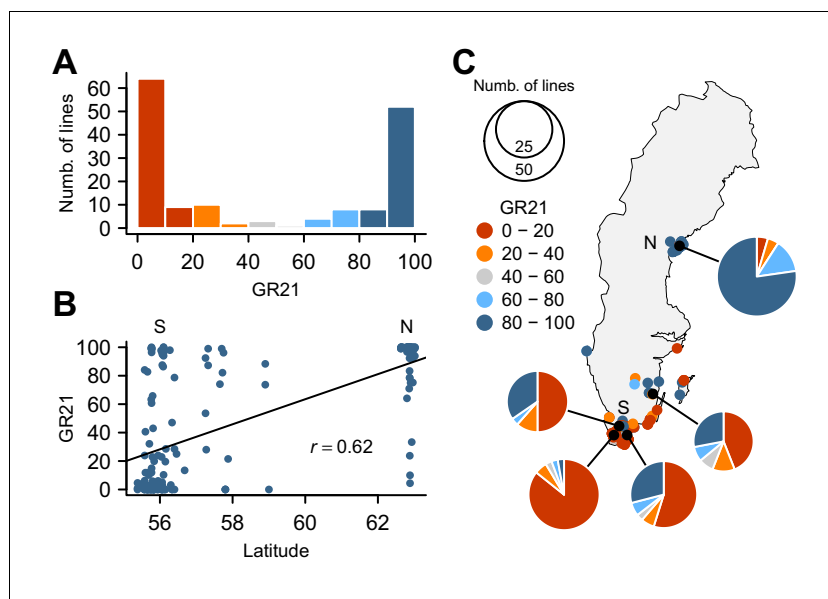 A
Numb. of lines
60
50
40
30
20
10
0
0 20 40 60 80 100
GR21
B
S N
GR21
100
80
60
40
20
0
r = 0.62
56 58 60 62
Latitude
C
Numb. of lines
25
50
GR21
0 − 20
20 − 40
40 − 60
60 − 80
80 − 100
N
S